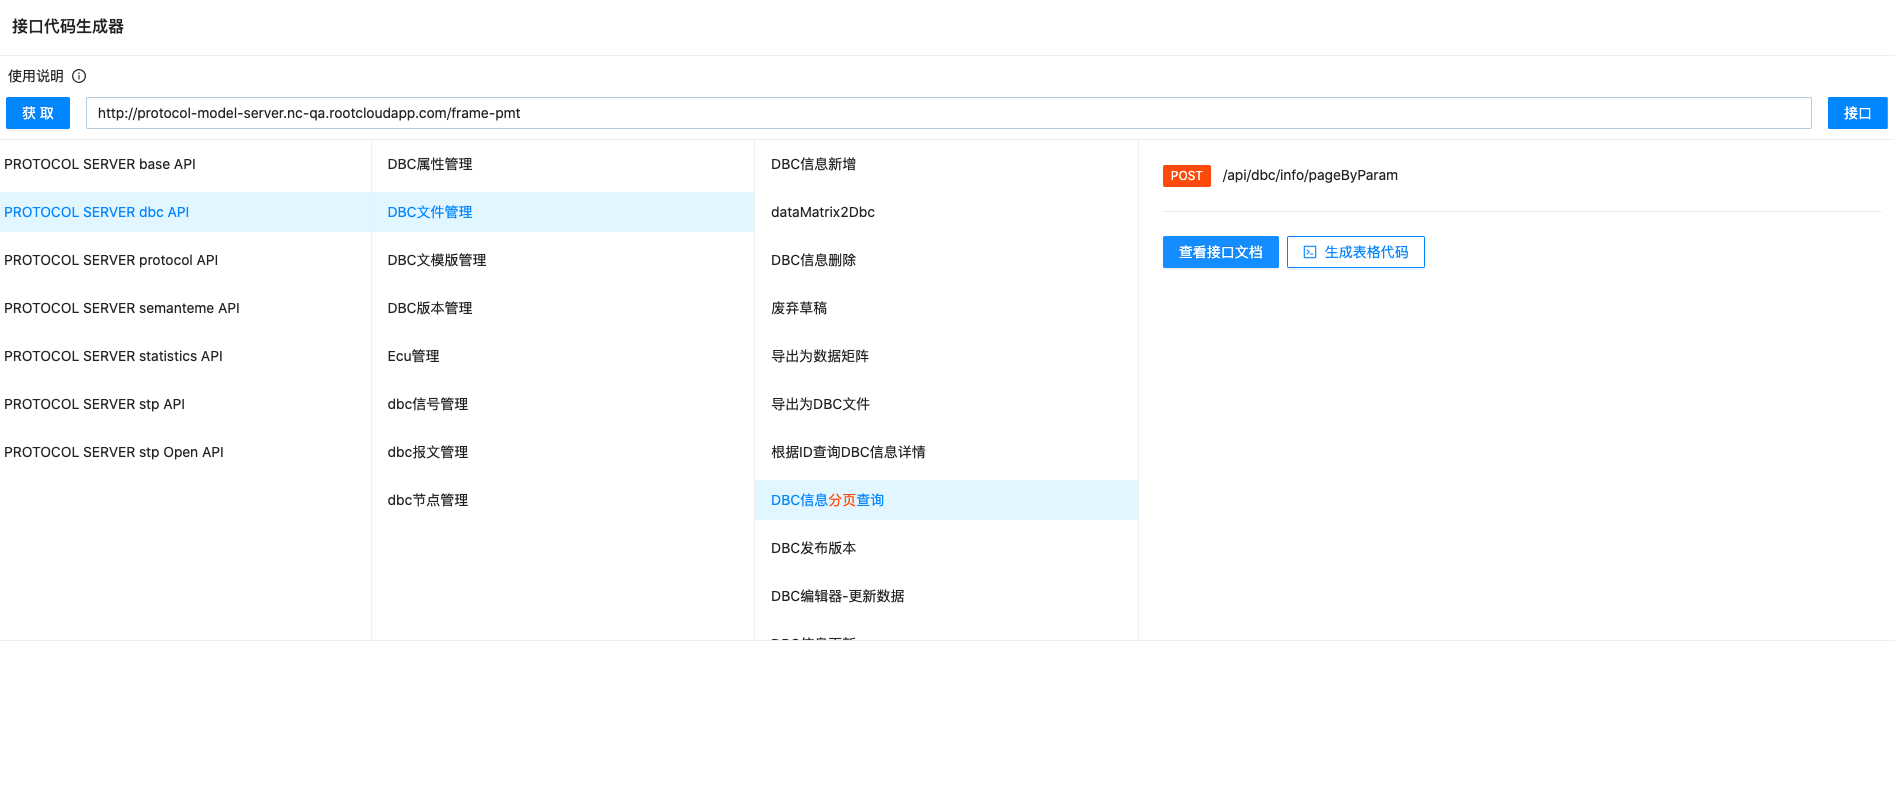 接口代码生成器
使用说明
获 取
http://protocol-model-server.nc-qa.rootcloudapp.com/frame-pmt
接口
PROTOCOL SERVER base API
PROTOCOL SERVER dbc API
PROTOCOL SERVER protocol API
PROTOCOL SERVER semanteme API
PROTOCOL SERVER statistics API
PROTOCOL SERVER stp API
PROTOCOL SERVER stp Open API
DBC属性管理
DBC文件管理
DBC文模版管理
DBC版本管理
Ecu管理
dbc信号管理
dbc报文管理
dbc节点管理
DBC信息新增
dataMatrix2Dbc
DBC信息删除
废弃草稿
导出为数据矩阵
导出为DBC文件
根据ID查询DBC信息详情
DBC信息分页查询
DBC发布版本
DBC编辑器-更新数据
POST /api/dbc/info/pageByParam
查看接口文档
生成表格代码